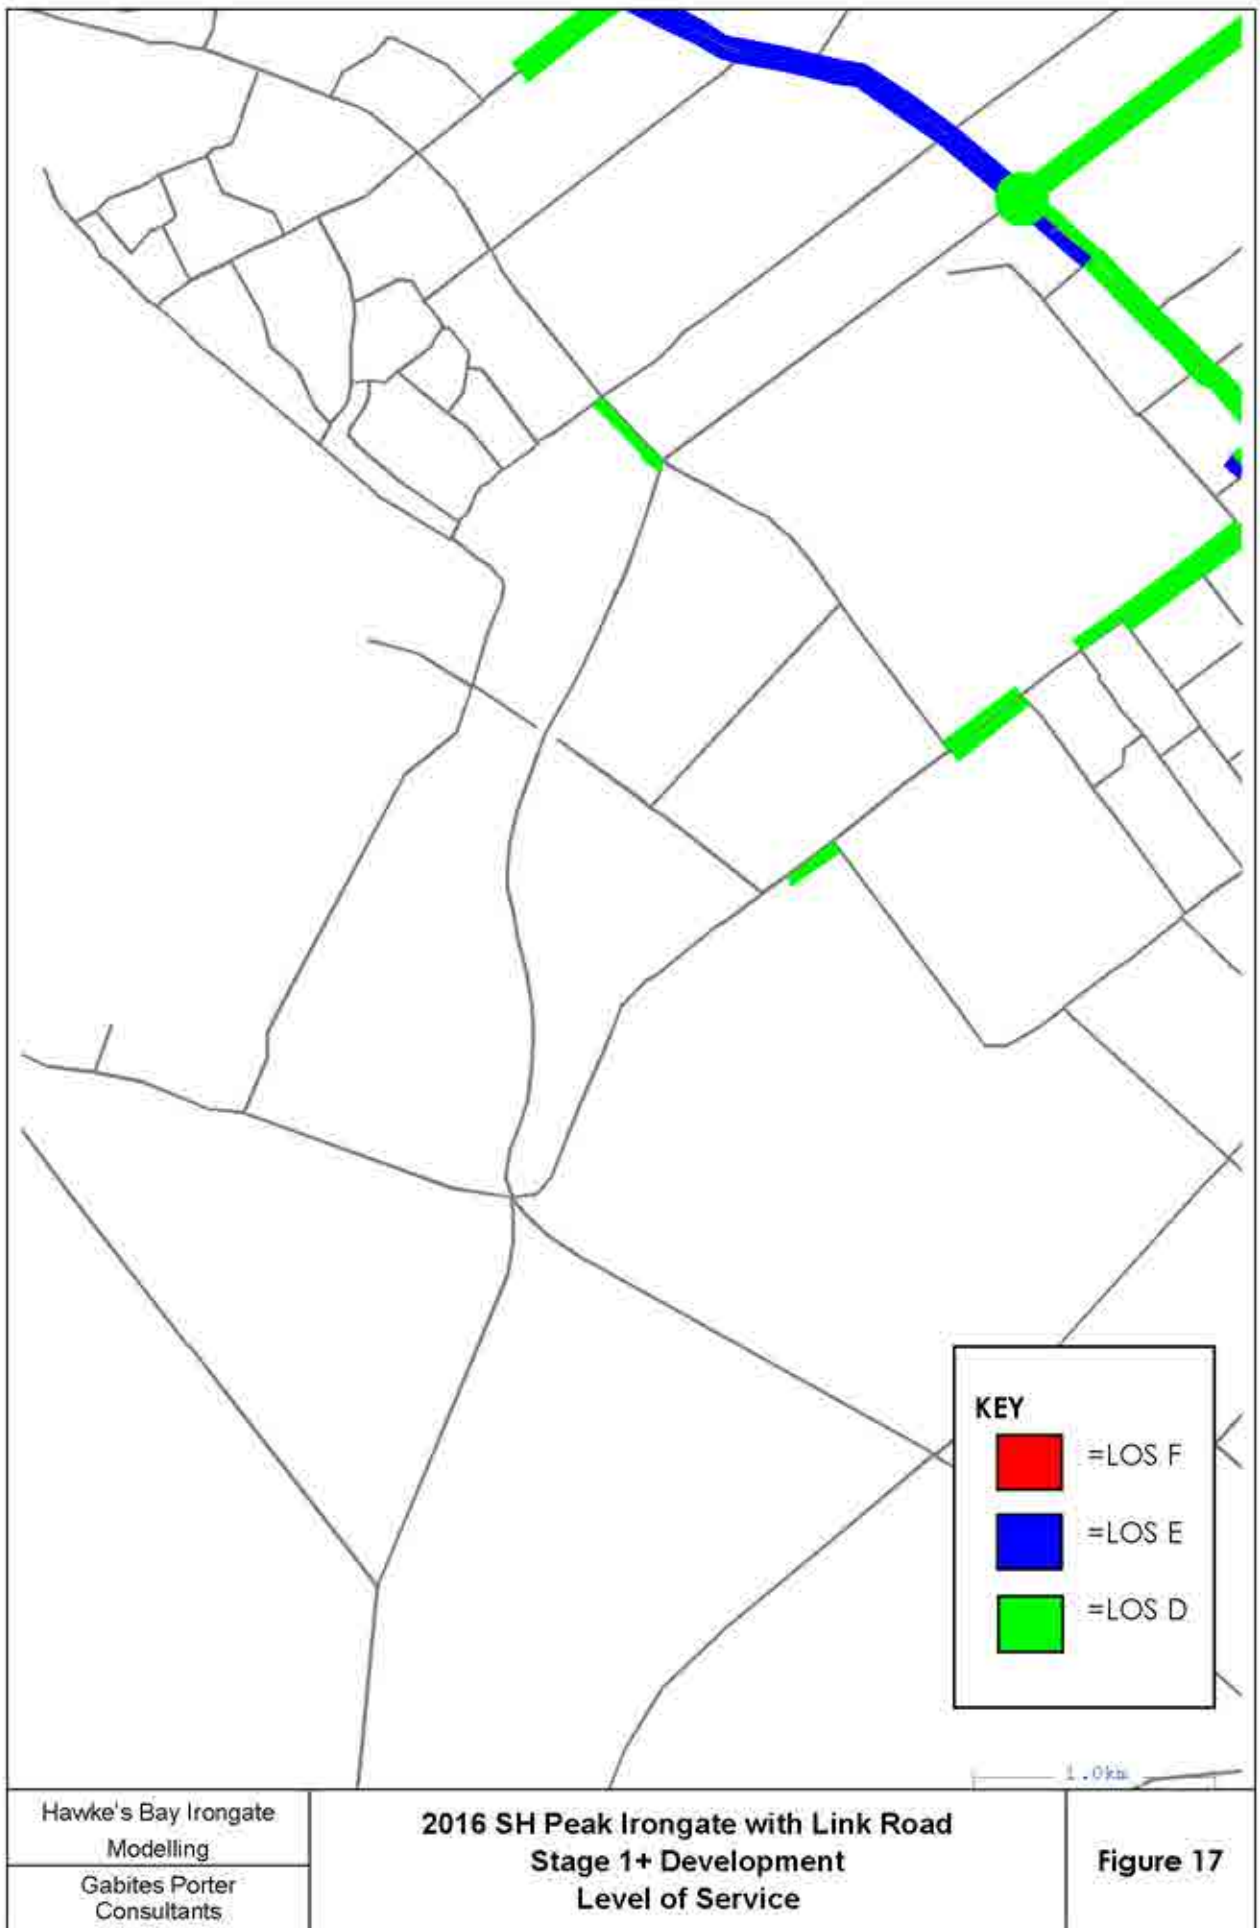 KEY
=LOS F
=LOS E
=LOS D
1.0km
Hawke's Bay Irongate
Modelling
Gabites Porter
Consultants
2016 SH Peak Irongate with Link Road
Stage 1+ Development
Level of Service
Figure 17